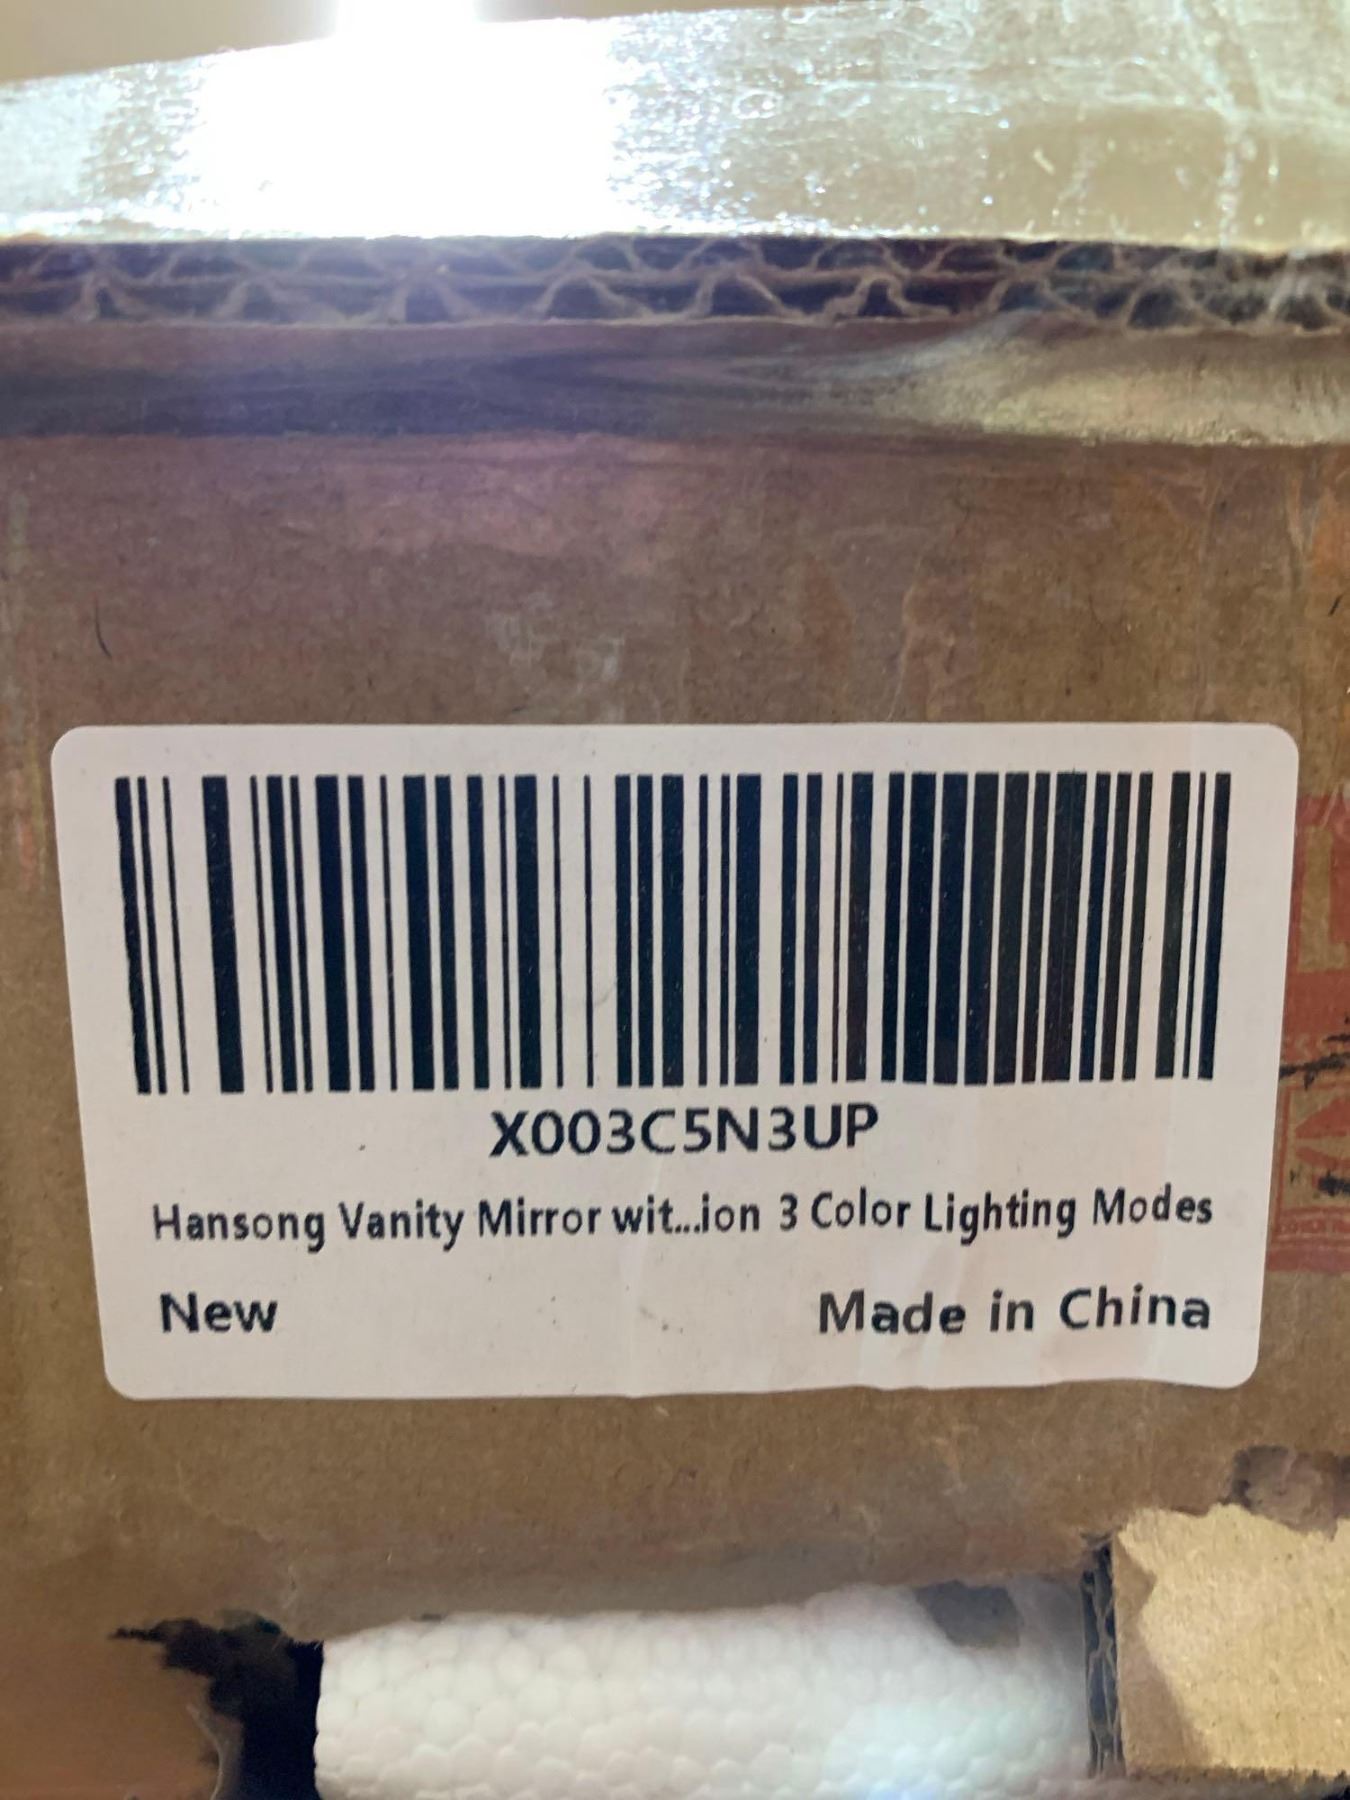 X003C5N3UP
Hansong Vanity Mirror wit...ion 3 Color Lighting Modes
New
Made in China